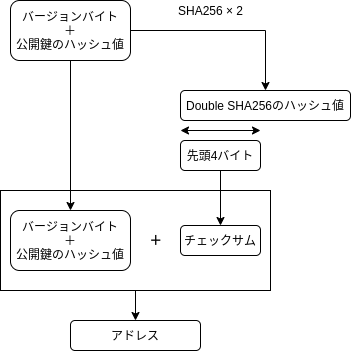 バージョンバイト
＋
公開鍵のハッシュ値
SHA256 × 2
Double SHA256のハッシュ値
先頭4バイト
バージョンバイト
＋
公開鍵のハッシュ値
+
チェックサム
アドレス